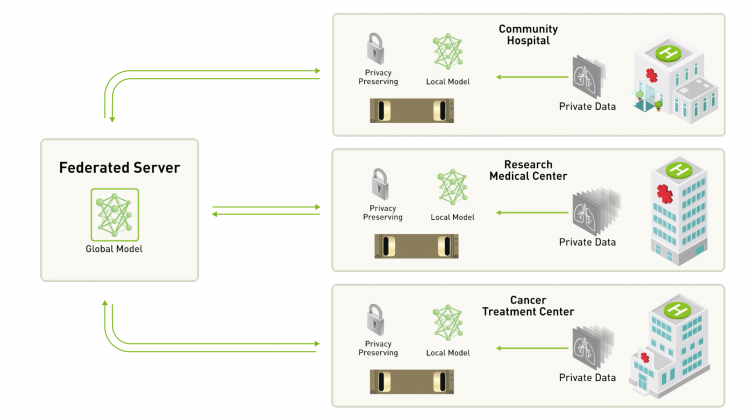 Community
Hospital
Privacy
Preserving
Local Model
Private Data
H
Federated Server
Global Model
Research
Medical Center
Privacy
Preserving
Local Model
Private Data
H
Cancer
Treatment Center
Privacy
Preserving
Local Model
Private Data
H